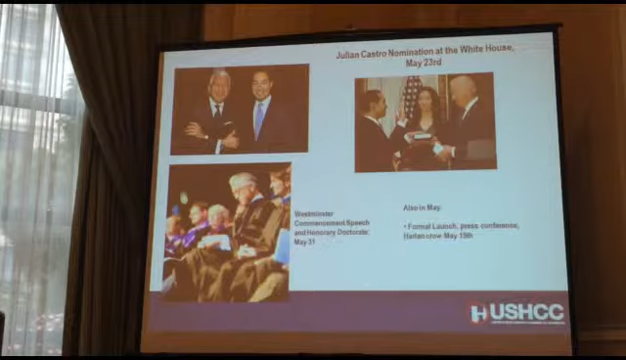 Julian Castro Nomination at the White House,
May 23rd
Westminster
Commencement Speech
and Honorary Doctorate:
May 31
Also in May:
• Formal Launch, press conference,
May 19th
USHCC